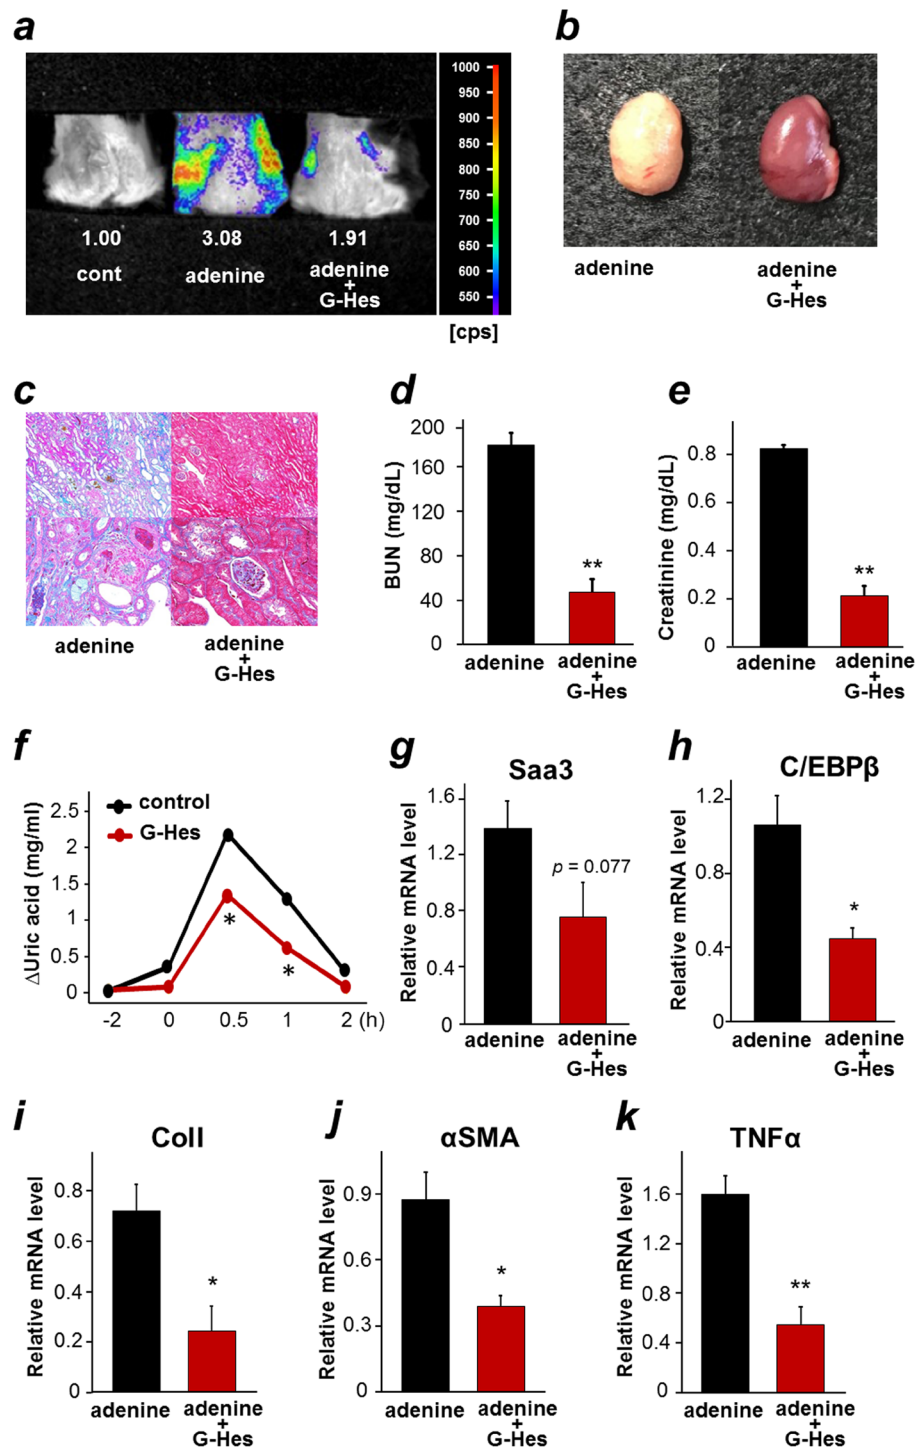 a
1.00
3.08
1.91
cont
adenine
adenine
+
G-Hes
1000
950
900
850
800
750
700
650
600
550
[cps]
b
adenine
adenine
+
G-Hes
c
adenine
adenine
+
G-Hes
d
BUN (mg/dL)
200
160
120
80
40
0
**
adenine
adenine
+
G-Hes
e
Creatinine (mg/dL)
0.8
0.6
0.4
0.2
0
**
adenine
adenine
+
G-Hes
f
ΔUric acid (mg/ml)
2.5
2
1.5
1
0.5
0
control
G-Hes
*
*
-2 0 0.5 1 2 (h)
g
Saa3
Relative mRNA level
1.6
1.2
0.8
0.4
0
p = 0.077
adenine
adenine
+
G-Hes
h
C/EBPβ
Relative mRNA level
1.2
0.8
0.4
0
*
adenine
adenine
+
G-Hes
i
ColI
Relative mRNA level
0.8
0.6
0.4
0.2
0
*
adenine
adenine
+
G-Hes
j
αSMA
Relative mRNA level
0.9
0.6
0.3
0
*
adenine
adenine
+
G-Hes
k
TNFα
Relative mRNA level
1.6
1.2
0.8
0.4
0
**
adenine
adenine
+
G-Hes